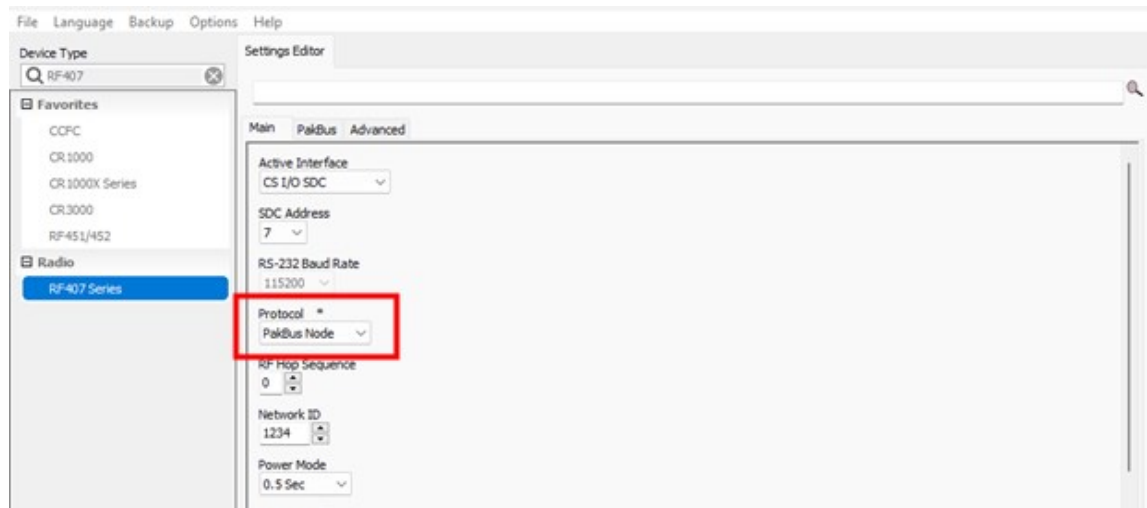 File Language Backup Options Help
Device Type
RF407
Favorites
CCFC
CR1000
CR1000X Series
CR3000
RF451/452
Radio
RF407 Series
Settings Editor
Main PakBus Advanced
Active Interface
CS I/O SDC
SDC Address
7
RS-232 Baud Rate
115200
Protocol *
PakBus Node
RF Hop Sequence
0
Network ID
1234
Power Mode
0.5 Sec